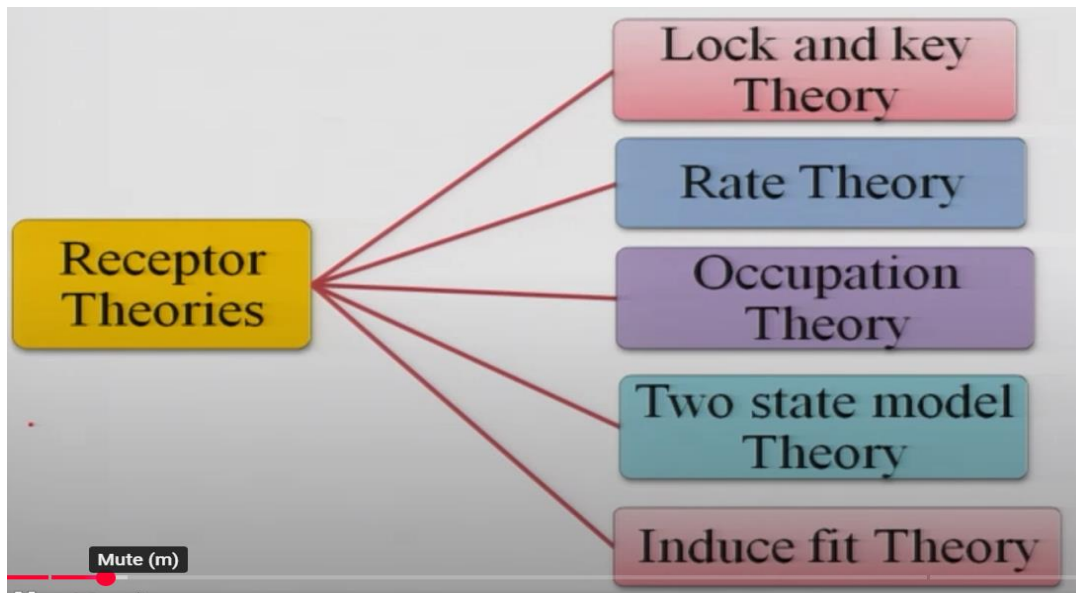 Receptor
Theories
Lock and key
Theory
Rate Theory
Occupation
Theory
Two state model
Theory
Induce fit Theory
Mute (m)